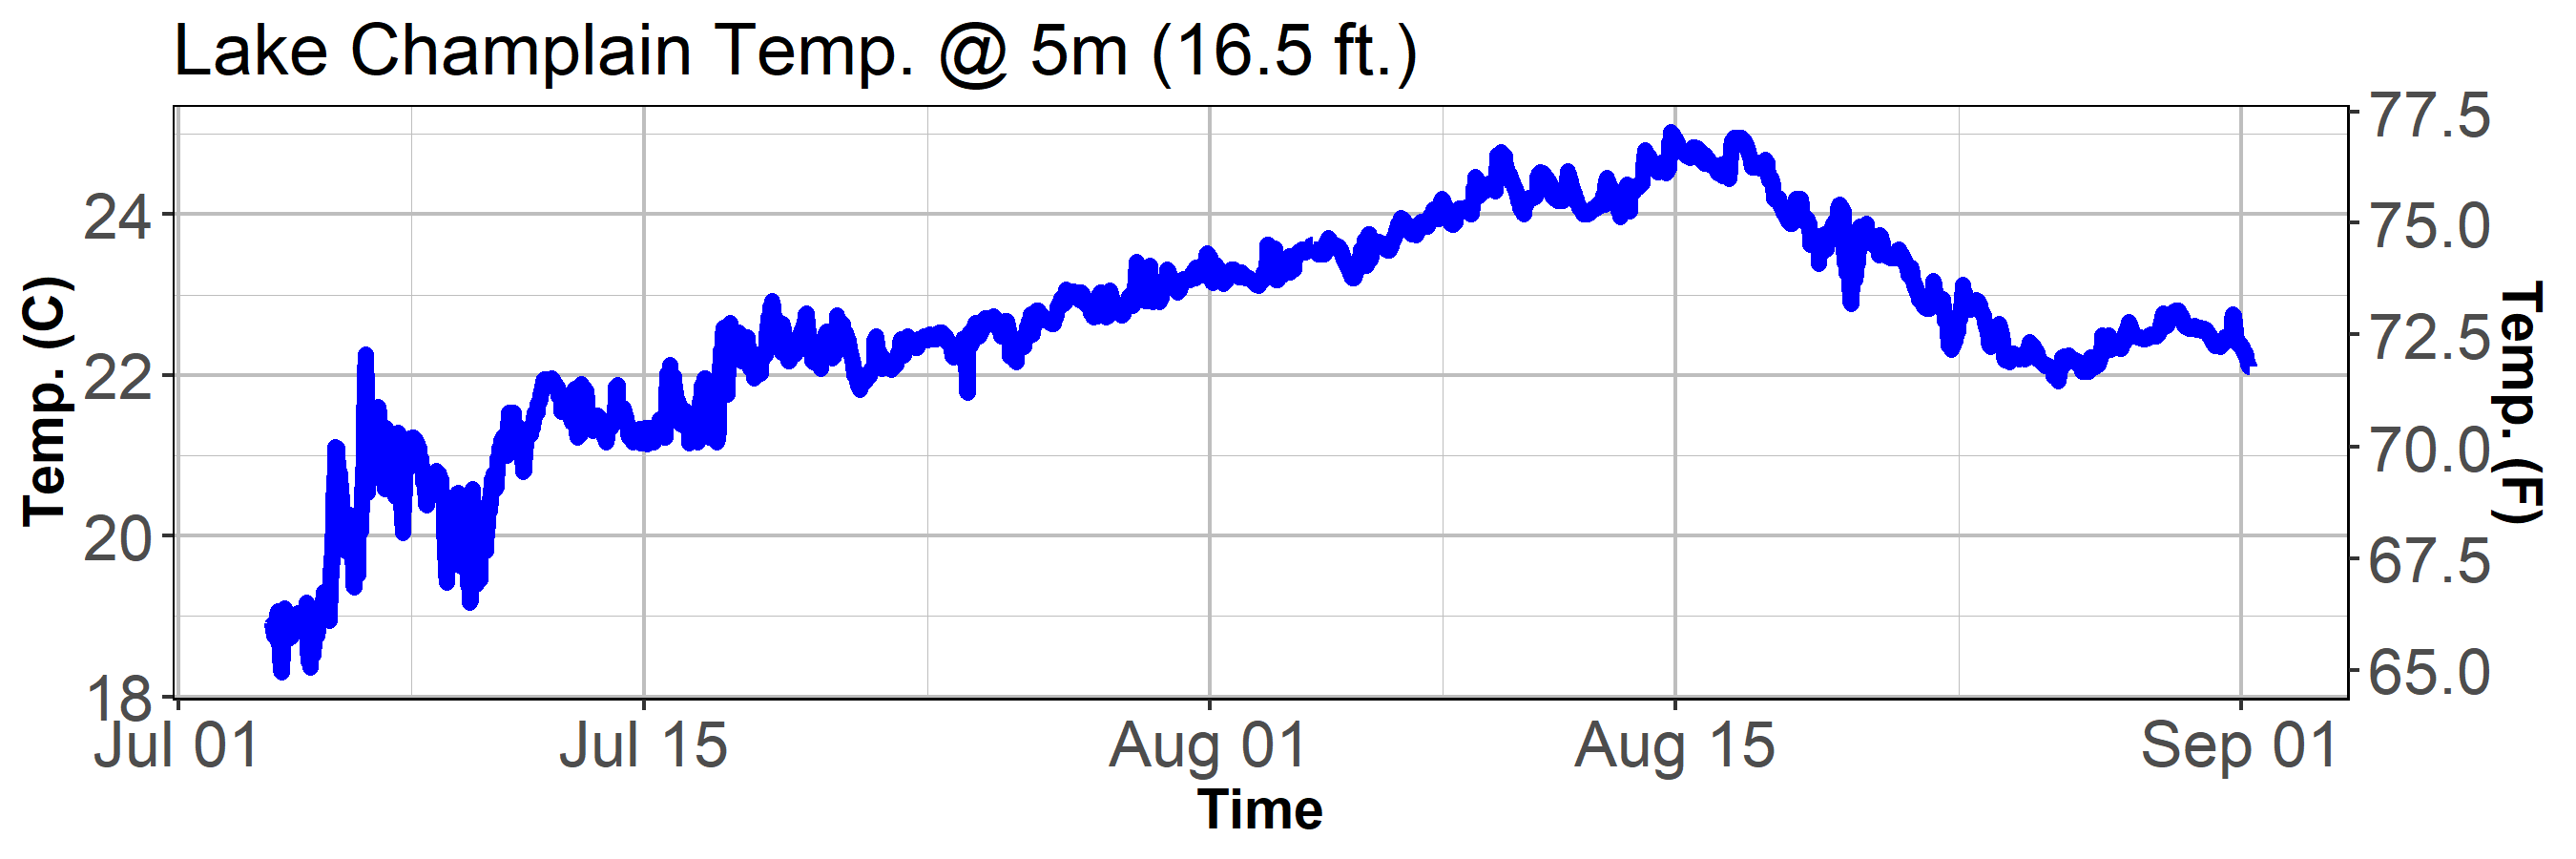 Lake Champlain Temp. @ 5m (16.5 ft.)
Temp. (C)
24
22
20
18
77.5
75.0
72.5
70.0
67.5
65.0
Temp. (F)
Jul 01 Jul 15 Aug 01 Aug 15 Sep 01
Time